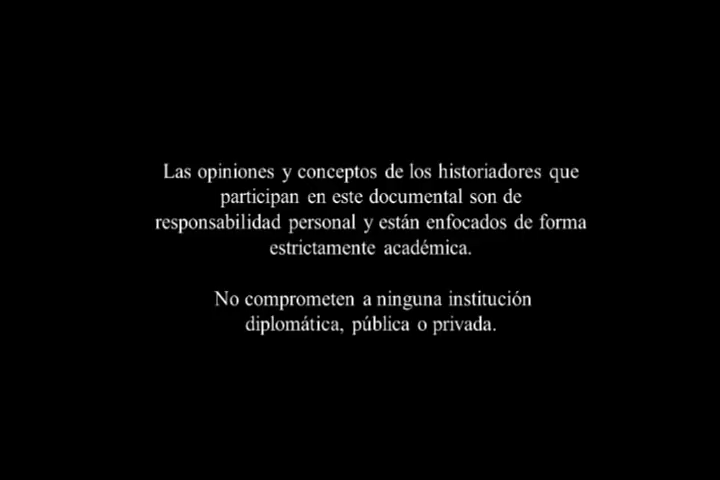 Las opiniones y conceptos de los historiadores que
participan en este documental son de
responsabilidad personal y están enfocados de forma
estrictamente académica.
No comprometen a ninguna institución
diplomática, pública o privada.